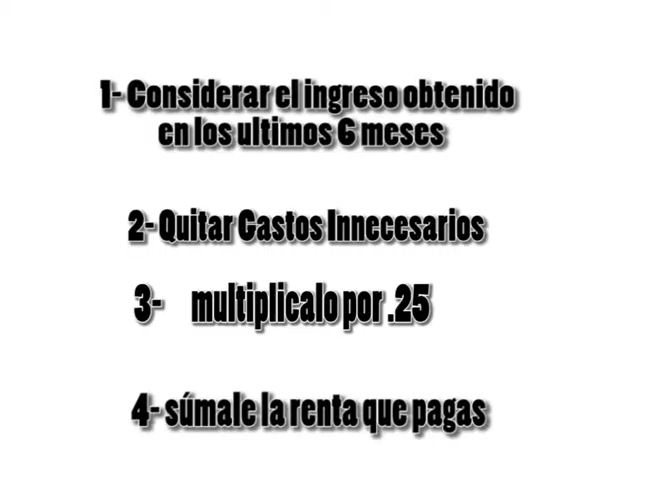 1- Considerar el ingreso obtenido
en los ultimos 6 meses
2- Quitar Gastos Innecesarios
3- multiplicalo por .25
4- súmale la renta que pagas